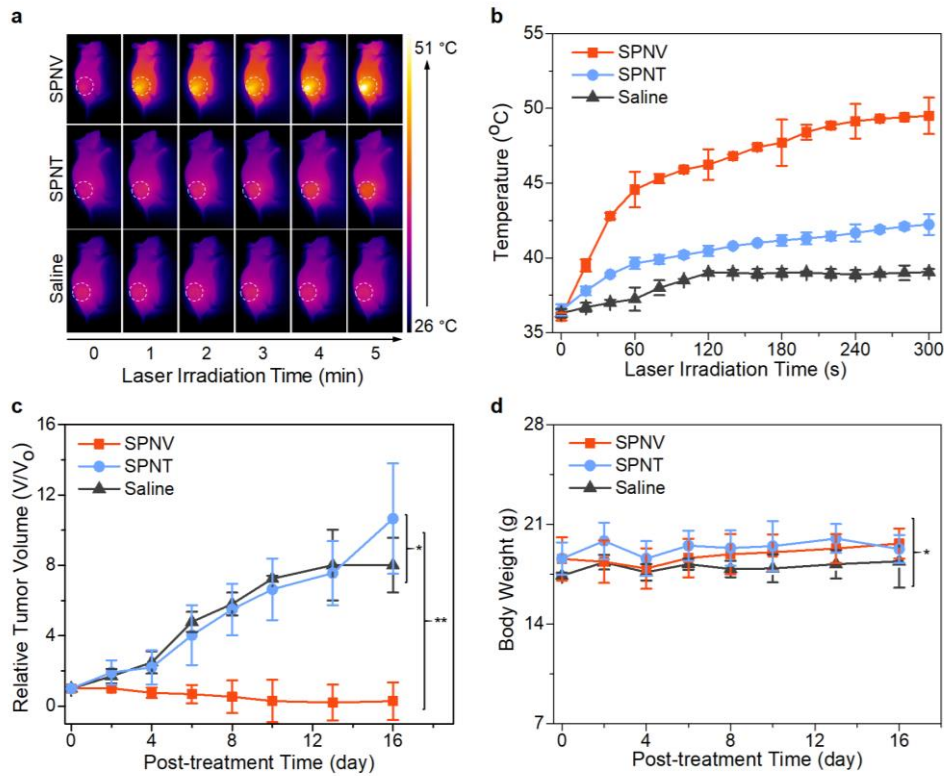 a
SPNV
SPNT
Saline
51 °C
26 °C
0 1 2 3 4 5
Laser Irradiation Time (min)
b
SPNV
SPNT
Saline
Temperature (°C)
55
50
45
40
35
0 60 120 180 240 300
Laser Irradiation Time (s)
c
SPNV
SPNT
Saline
Relative Tumor Volume (V/Vo)
16
12
8
4
0
*
**
0 4 8 12 16
Post-treatment Time (day)
d
SPNV
SPNT
Saline
Body Weight (g)
28
21
14
7
*
0 4 8 12 16
Post-treatment Time (day)